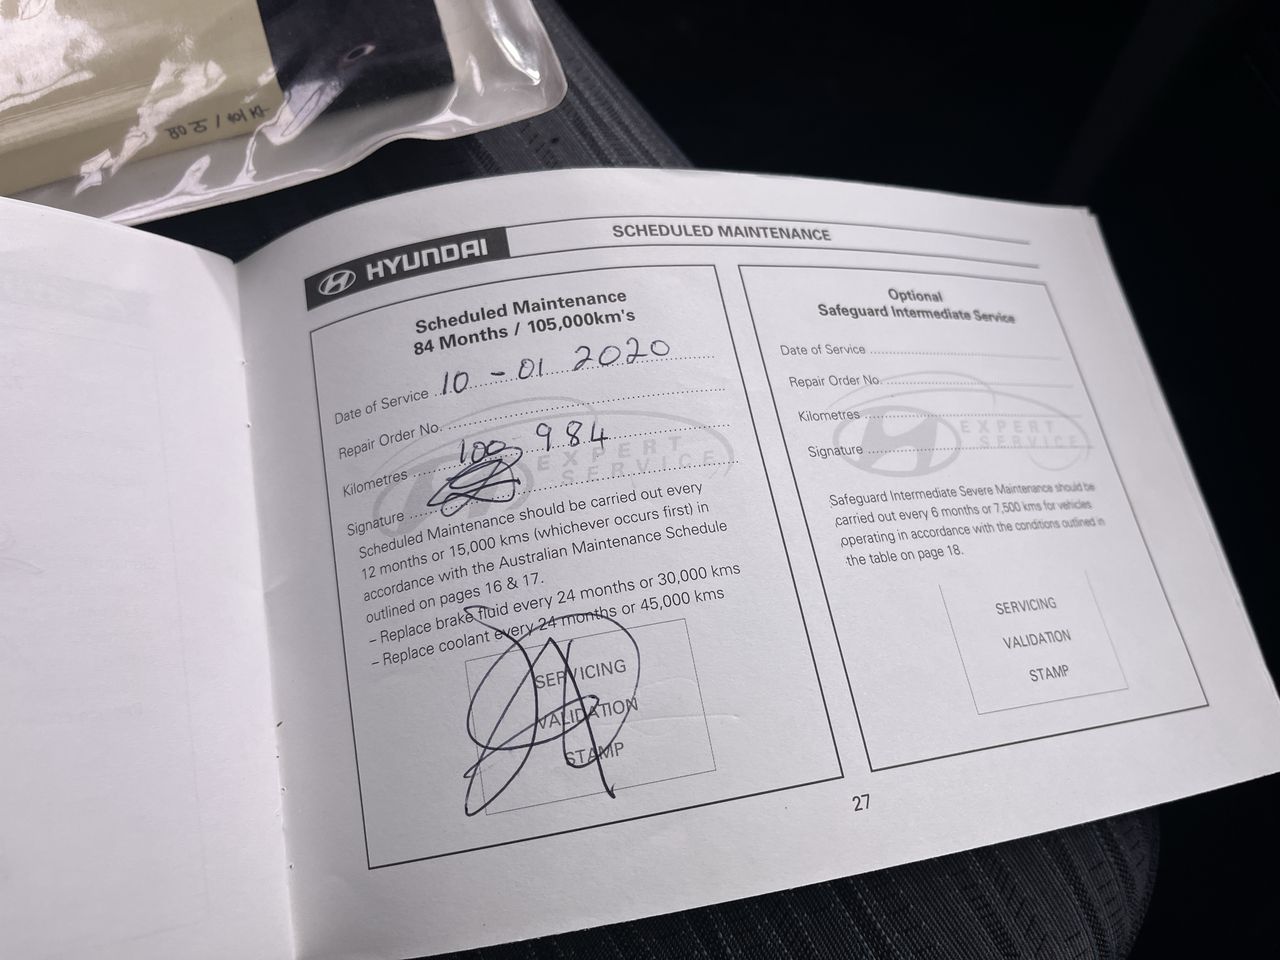 HYUNDAI
SCHEDULED MAINTENANCE
Scheduled Maintenance
84 Months / 105,000km's
Date of Service 10 - 01 2020
Repair Order No.
Kilometres 100 984
Signature
EXPERT
SERVICE
Scheduled Maintenance should be carried out every
12 months or 15,000 kms (whichever occurs first) in
accordance with the Australian Maintenance Schedule
outlined on pages 16 & 17.
– Replace brake fluid every 24 months or 30,000 kms
– Replace coolant every 24 months or 45,000 kms
SERVICING
VALIDATION
STAMP
Optional
Safeguard Intermediate Service
Date of Service
Repair Order No.
Kilometres
Signature
EXPERT
SERVICE
Safeguard Intermediate Severe Maintenance should be
carried out every 6 months or 7,500 kms for vehicles
operating in accordance with the conditions outlined in
the table on page 18.
SERVICING
VALIDATION
STAMP
27